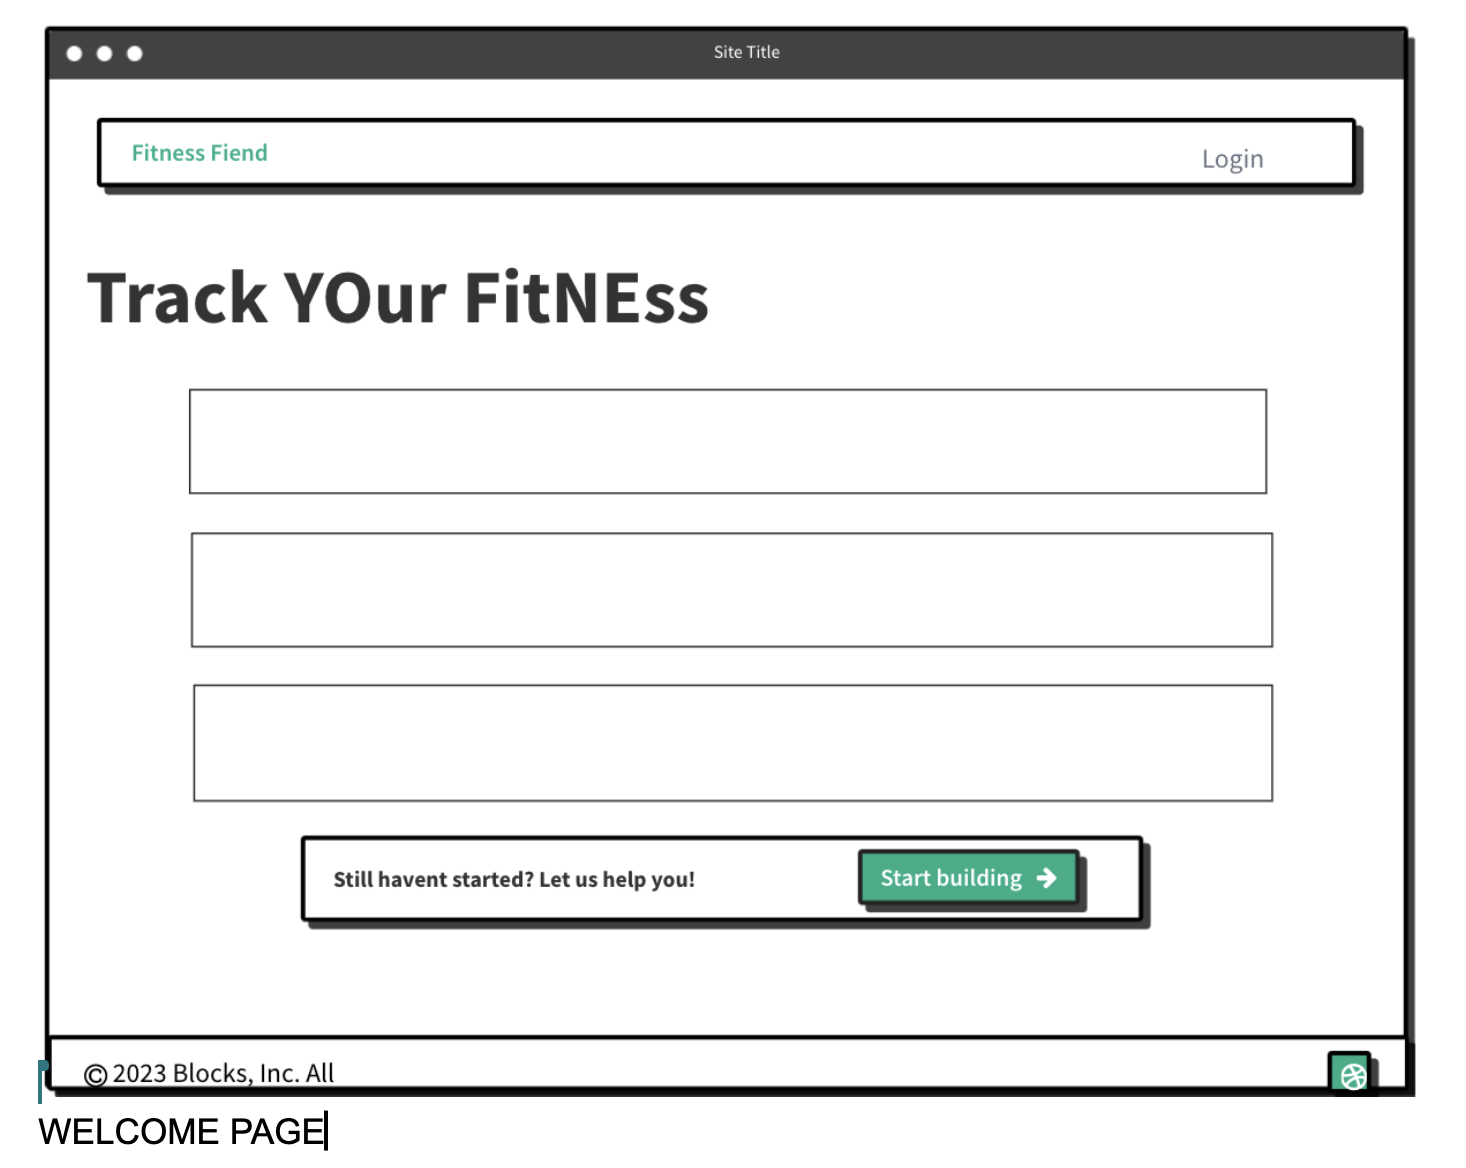 Site Title
Fitness Fiend
Login
Track YOur FitNEss
Still havent started? Let us help you!
Start building
© 2023 Blocks, Inc. All
WELCOME PAGE